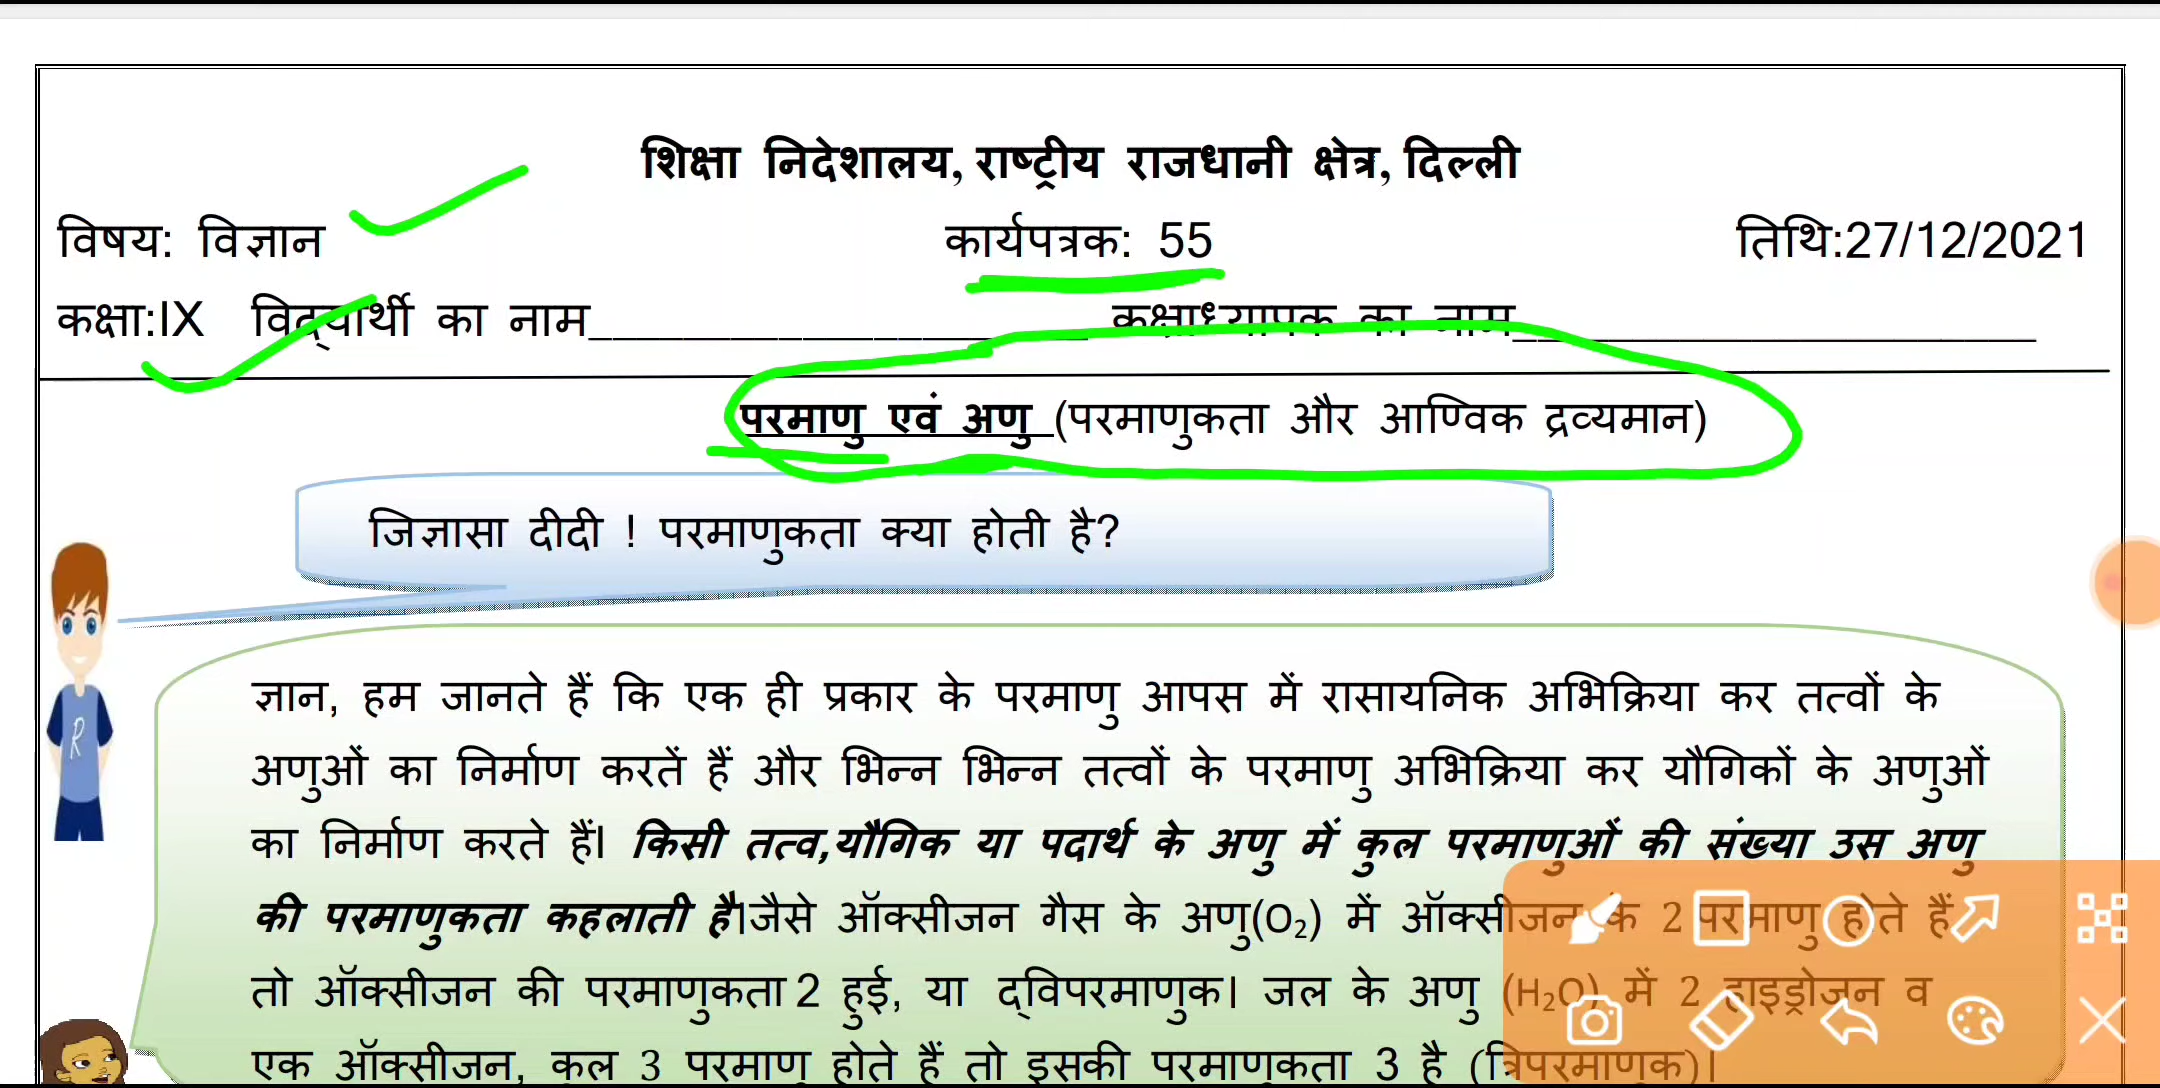 शिक्षा निदेशालय, राष्ट्रीय राजधानी क्षेत्र, दिल्ली
विषय: विज्ञान कार्यपत्रक: 55 तिथि:27/12/2021
कक्षा:IX विद्यार्थी का नाम____________________ कक्षाध्यापक का नाम____________________
परमाणु एवं अणु (परमाणुकता और आण्विक द्रव्यमान)
जिज्ञासा दीदी ! परमाणुकता क्या होती है?
ज्ञान, हम जानते हैं कि एक ही प्रकार के परमाणु आपस में रासायनिक अभिक्रिया कर तत्वों के
अणुओं का निर्माण करतें हैं और भिन्न भिन्न तत्वों के परमाणु अभिक्रिया कर यौगिकों के अणुओं
का निर्माण करते हैं। किसी तत्व,यौगिक या पदार्थ के अणु में कुल परमाणुओं की संख्या उस अणु
की परमाणुकता कहलाती है।जैसे ऑक्सीजन गैस के अणु(O₂) में ऑक्सीजन के 2 परमाणु होते हैं
तो ऑक्सीजन की परमाणुकता 2 हुई, या द्विपरमाणुक। जल के अणु (H₂O) में 2 हाइड्रोजन व
एक ऑक्सीजन, कुल 3 परमाणु होते हैं तो इसकी परमाणुकता 3 है (त्रिपरमाणुक)।
R